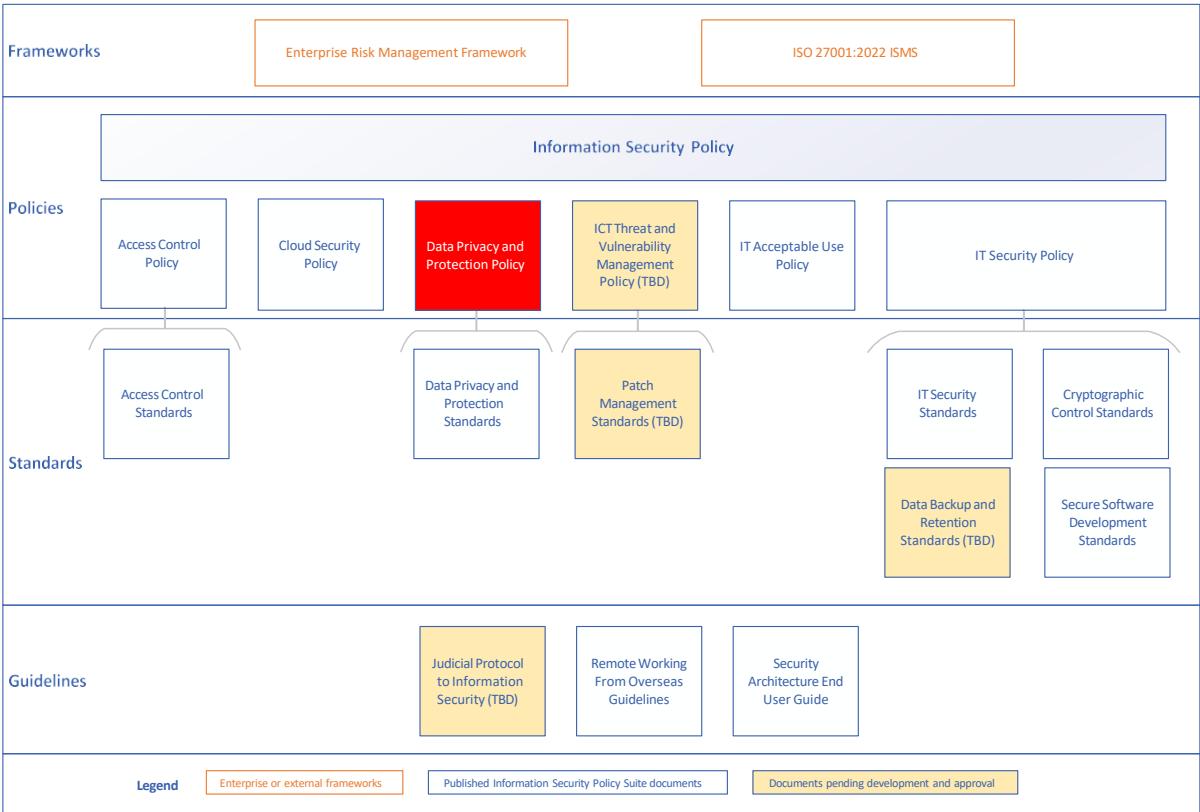 Frameworks
Enterprise Risk Management Framework
ISO 27001:2022 ISMS
Information Security Policy
Policies
Access Control
Policy
Cloud Security
Policy
Data Privacy and
Protection Policy
ICT Threat and
Vulnerability
Management
Policy (TBD)
IT Acceptable Use
Policy
IT Security Policy
Standards
Access Control
Standards
Data Privacy and
Protection
Standards
Patch
Management
Standards (TBD)
IT Security
Standards
Cryptographic
Control Standards
Data Backup and
Retention
Standards (TBD)
Secure Software
Development
Standards
Guidelines
Judicial Protocol
to Information
Security (TBD)
Remote Working
From Overseas
Guidelines
Security
Architecture End
User Guide
Legend
Enterprise or external frameworks
Published Information Security Policy Suite documents
Documents pending development and approval